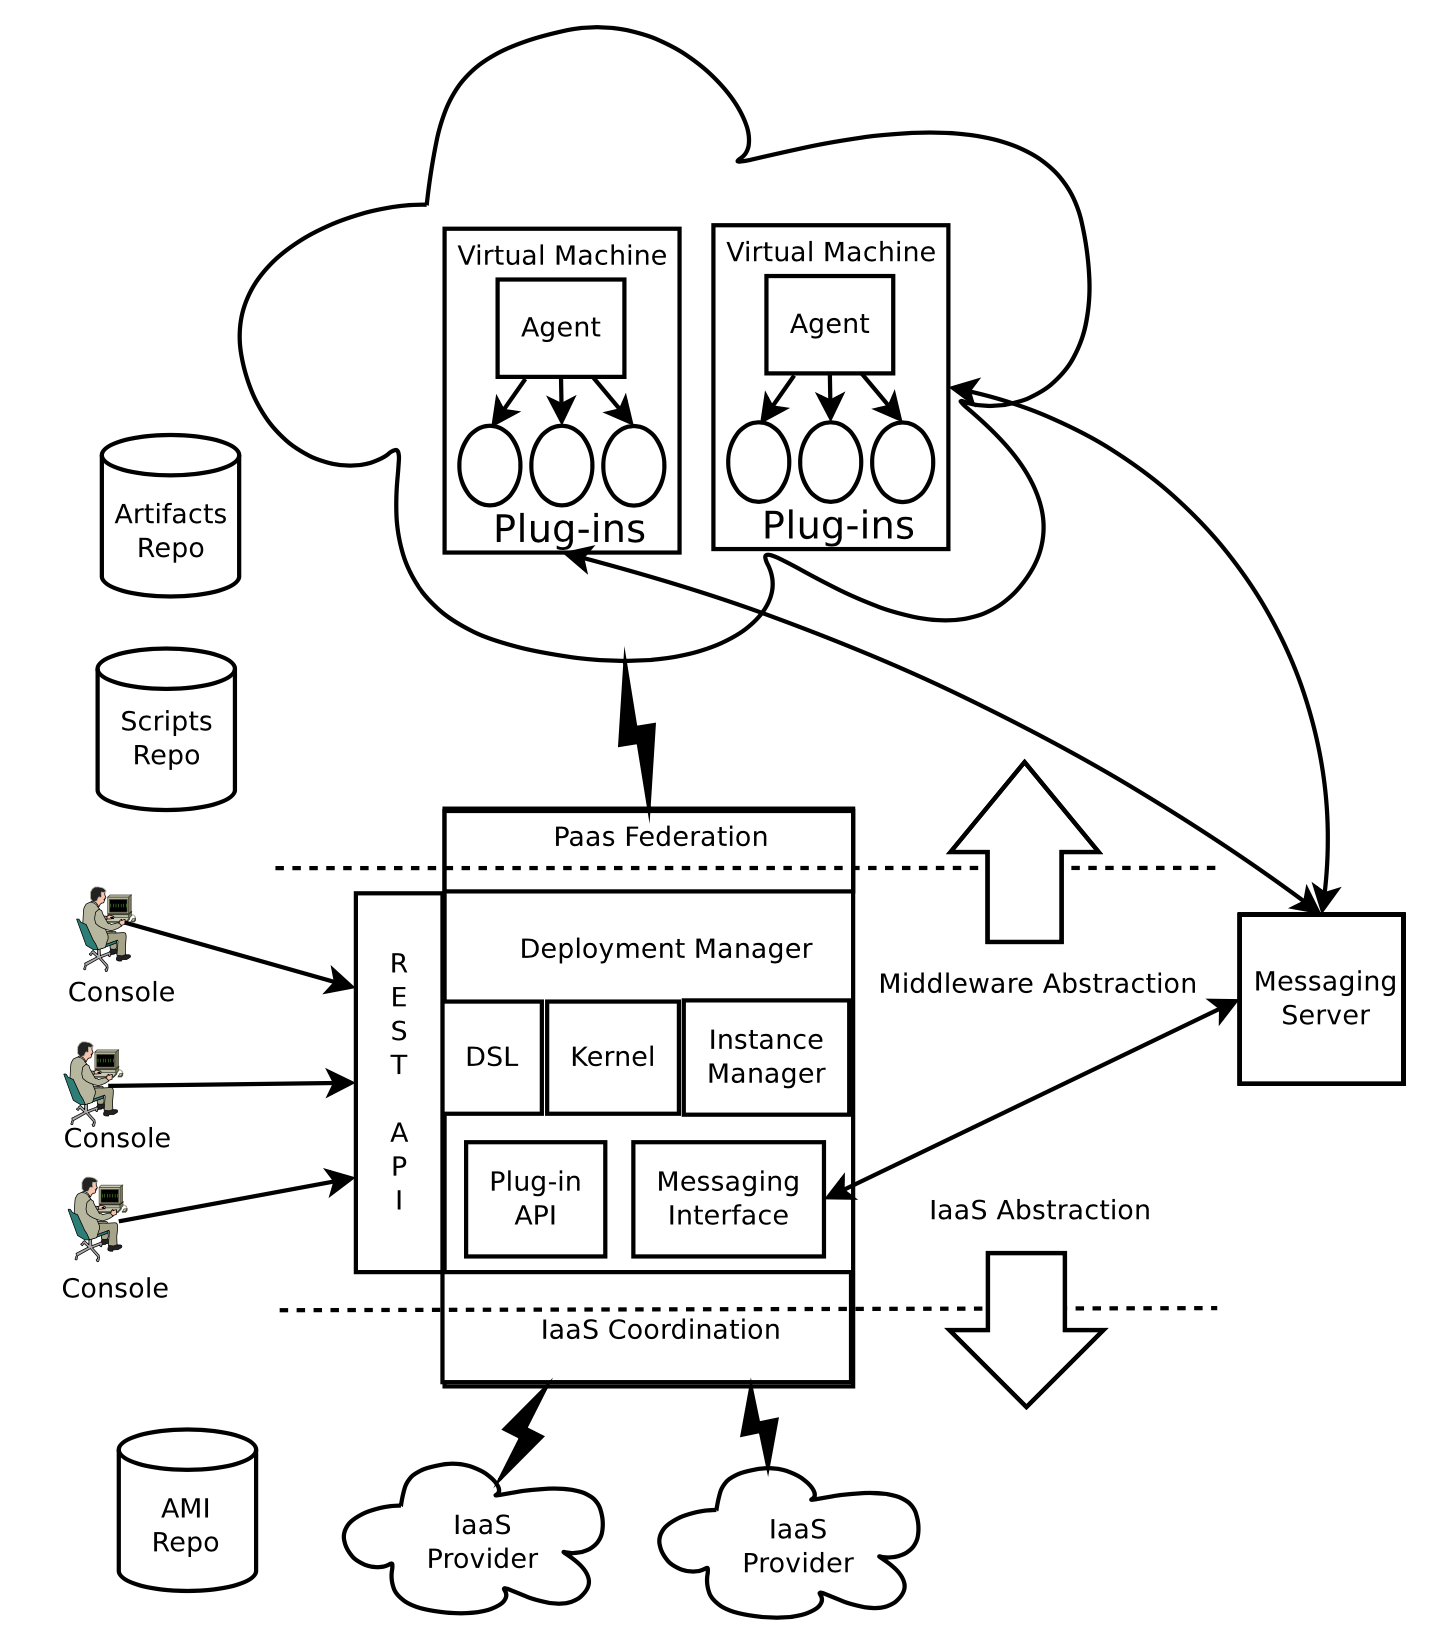 Virtual Machine
Agent
Plug-ins
Virtual Machine
Agent
Plug-ins
Artifacts
Repo
Scripts
Repo
Paas Federation
Console
Console
Console
R
E
S
T
A
P
I
Deployment Manager
DSL
Kernel
Instance
Manager
Plug-in
API
Messaging
Interface
IaaS Coordination
Middleware Abstraction
Messaging
Server
IaaS Abstraction
AMI
Repo
IaaS
Provider
IaaS
Provider